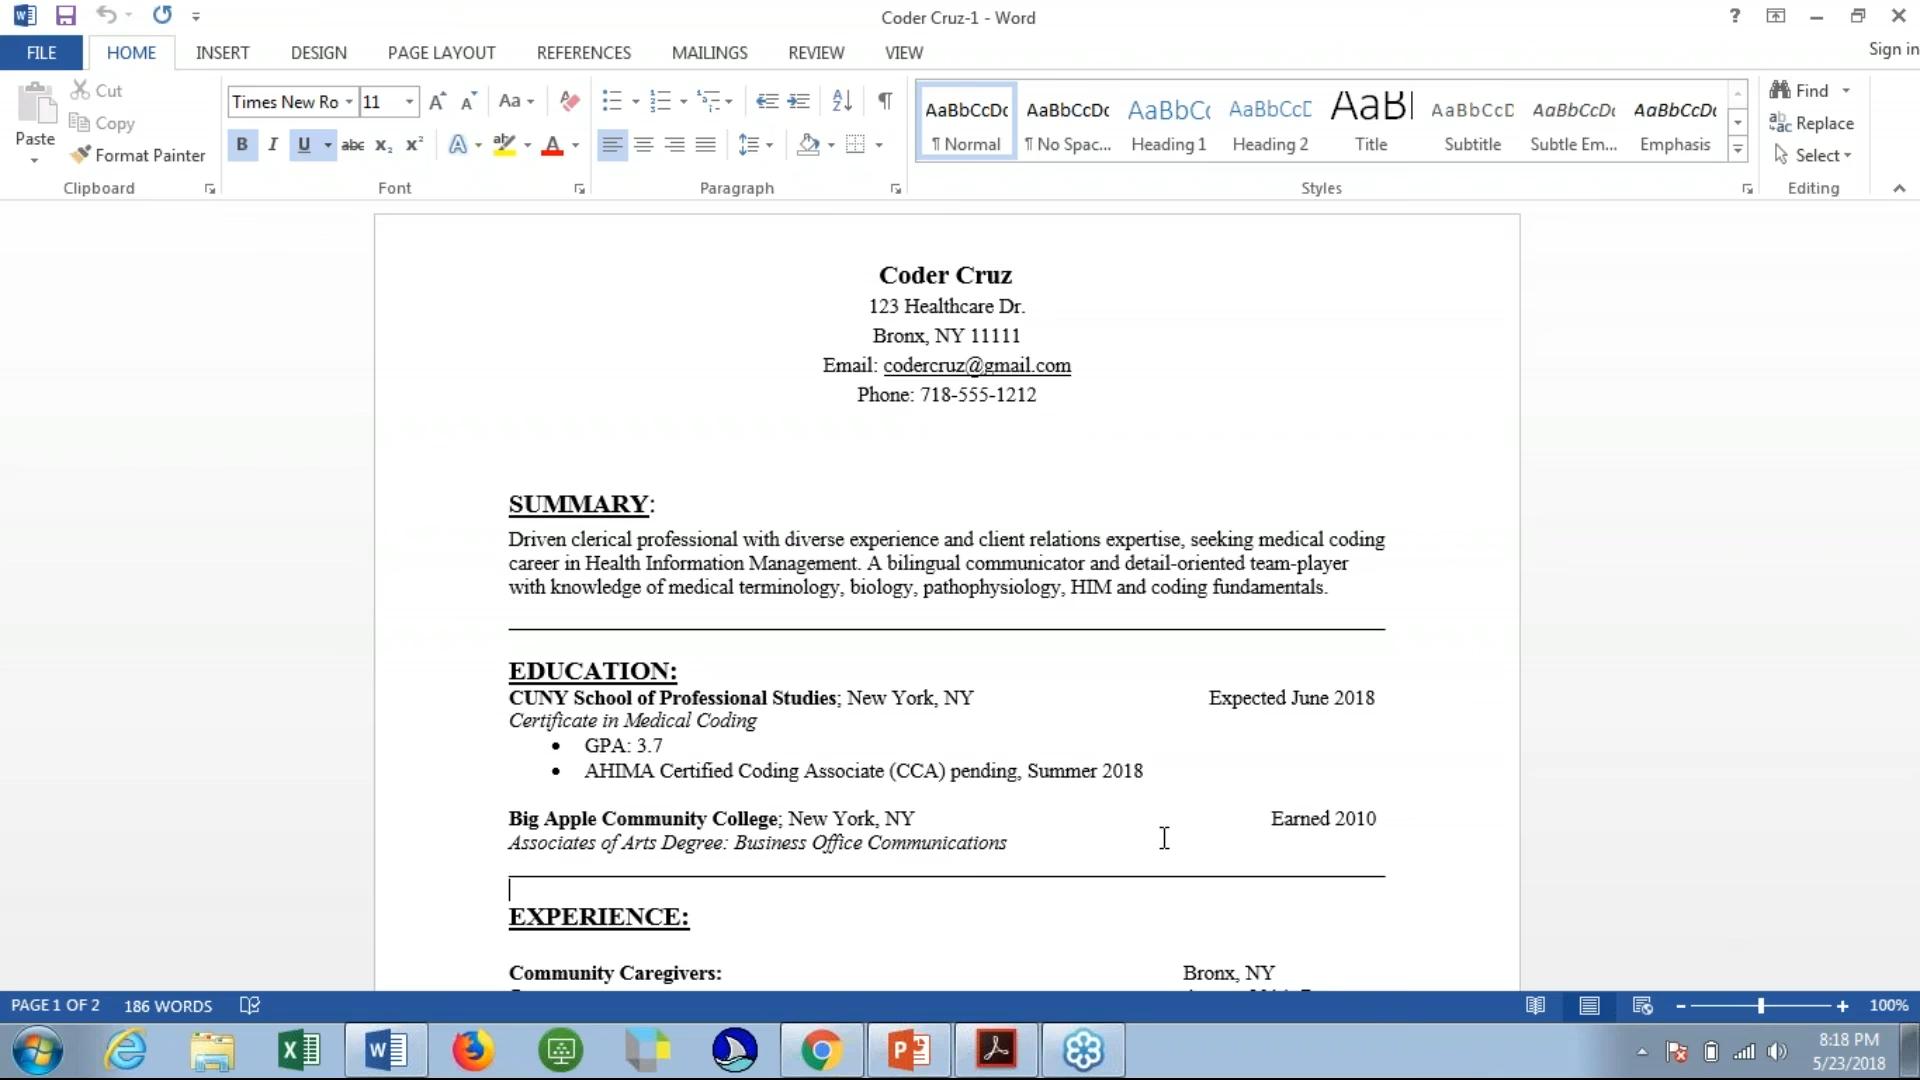 Coder Cruz-1 - Word
FILE HOME INSERT DESIGN PAGE LAYOUT REFERENCES MAILINGS REVIEW VIEW Sign in
Paste
Cut
Copy
Format Painter
Clipboard
Times New Ro 11
Font
Paragraph
AaBbCcDc AaBbCcDc AaBbCc AaBbCcD AaBl AaBbCcD AaBbCcDc AaBbCcDc
¶ Normal ¶ No Spac... Heading 1 Heading 2 Title Subtitle Subtle Em... Emphasis
Styles
Find
Replace
Select
Editing
Coder Cruz
123 Healthcare Dr.
Bronx, NY 11111
Email: codercruz@gmail.com
Phone: 718-555-1212
SUMMARY:
Driven clerical professional with diverse experience and client relations expertise, seeking medical coding
career in Health Information Management. A bilingual communicator and detail-oriented team-player
with knowledge of medical terminology, biology, pathophysiology, HIM and coding fundamentals.
EDUCATION:
CUNY School of Professional Studies; New York, NY Expected June 2018
Certificate in Medical Coding
• GPA: 3.7
• AHIMA Certified Coding Associate (CCA) pending, Summer 2018
Big Apple Community College; New York, NY Earned 2010
Associates of Arts Degree: Business Office Communications
EXPERIENCE:
Community Caregivers: Bronx, NY
PAGE 1 OF 2 186 WORDS 100%
8:18 PM
5/23/2018